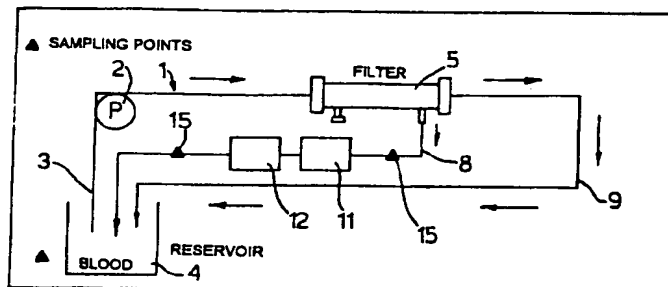 ▲ SAMPLING POINTS
2
1
FILTER
5
P
15
3
8
12
11
15
9
RESERVOIR
BLOOD
4